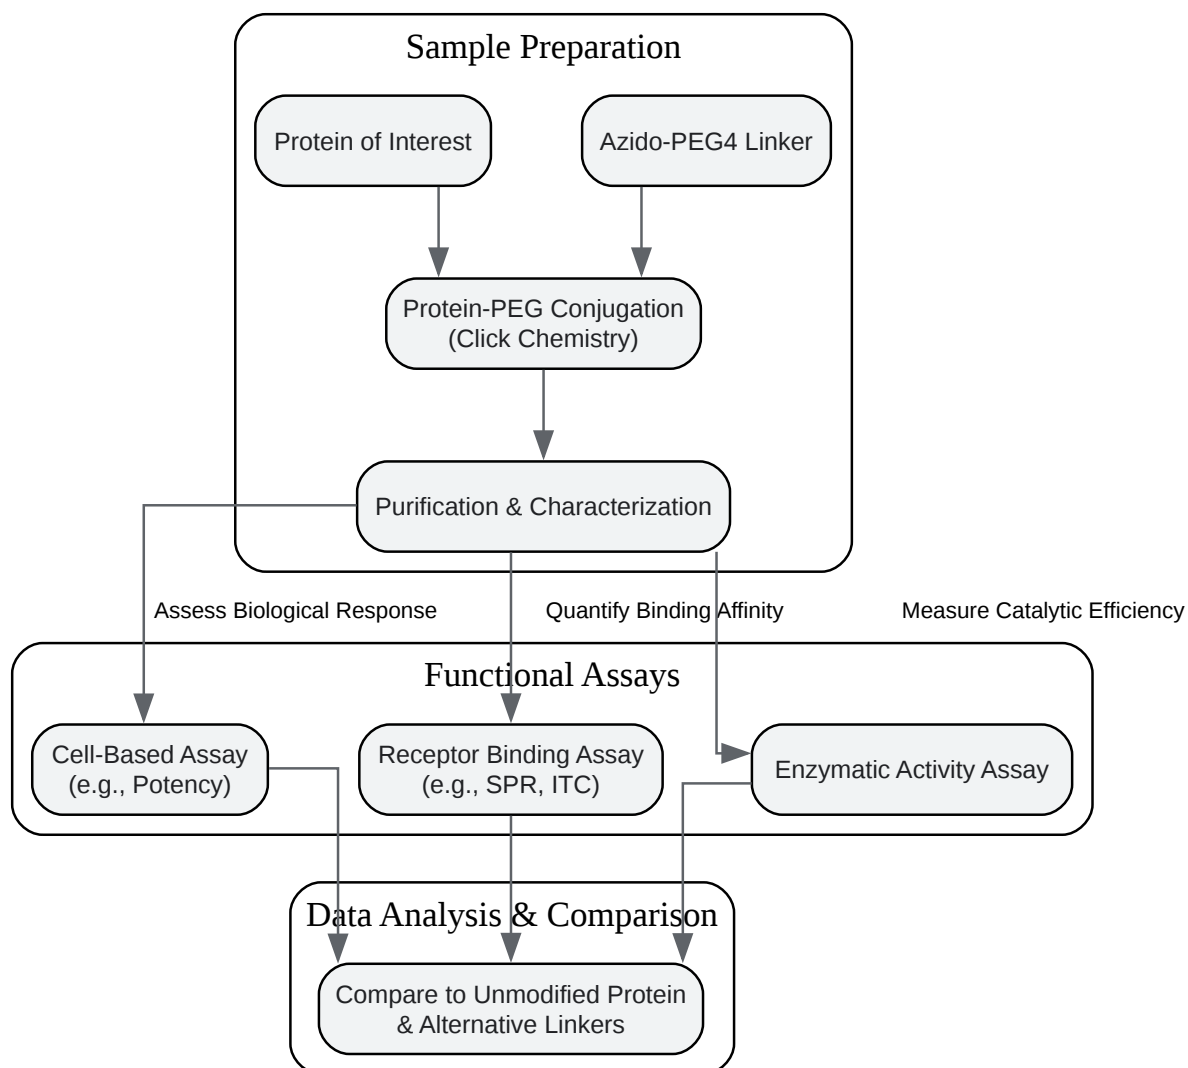 Sample Preparation
Protein of Interest
Azido-PEG4 Linker
Protein-PEG Conjugation
(Click Chemistry)
Purification & Characterization
Assess Biological Response
Quantify Binding Affinity
Measure Catalytic Efficiency
Functional Assays
Cell-Based Assay
(e.g., Potency)
Receptor Binding Assay
(e.g., SPR, ITC)
Enzymatic Activity Assay
Data Analysis & Comparison
Compare to Unmodified Protein
& Alternative Linkers